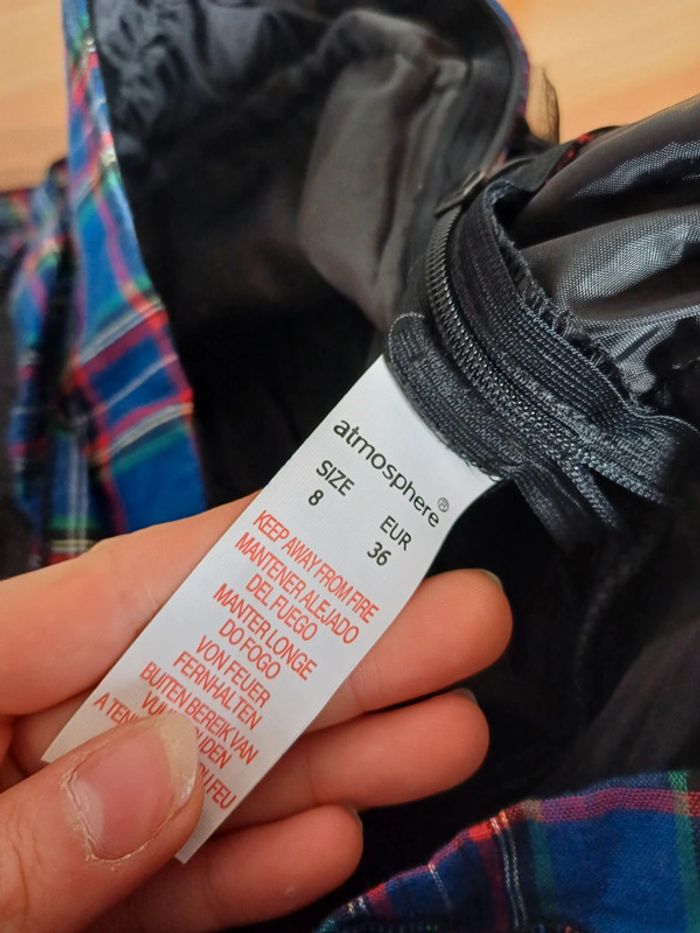 atmosphere®
SIZE EUR
8 36
KEEP AWAY FROM FIRE
MANTENER ALEJADO
DEL FUEGO
MANTER LONGE
DO FOGO
VON FEUER
FERNHALTEN
BUITEN BEREIK VAN
A
FEU